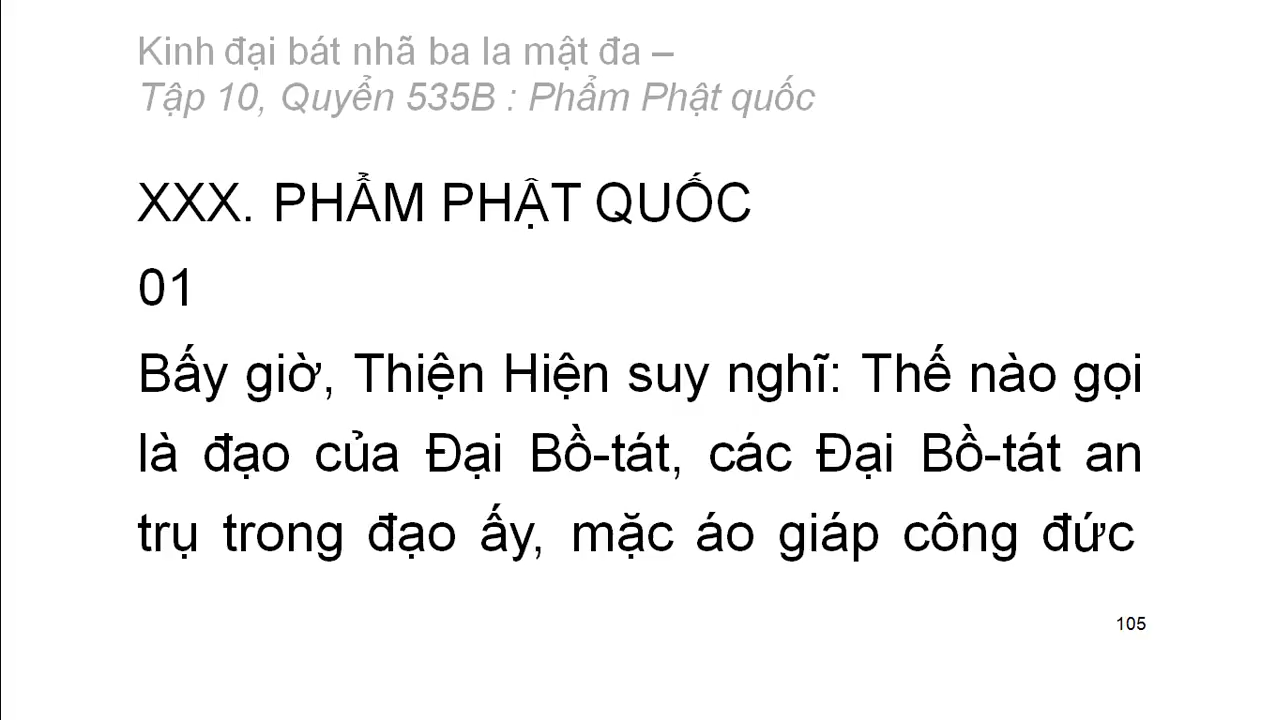 Kinh đại bát nhã ba la mật đa –
Tập 10, Quyển 535B : Phẩm Phật quốc
XXX. PHẨM PHẬT QUỐC
01
Bấy giờ, Thiện Hiện suy nghĩ: Thế nào gọi
là đạo của Đại Bồ-tát, các Đại Bồ-tát an
trụ trong đạo ấy, mặc áo giáp công đức
105